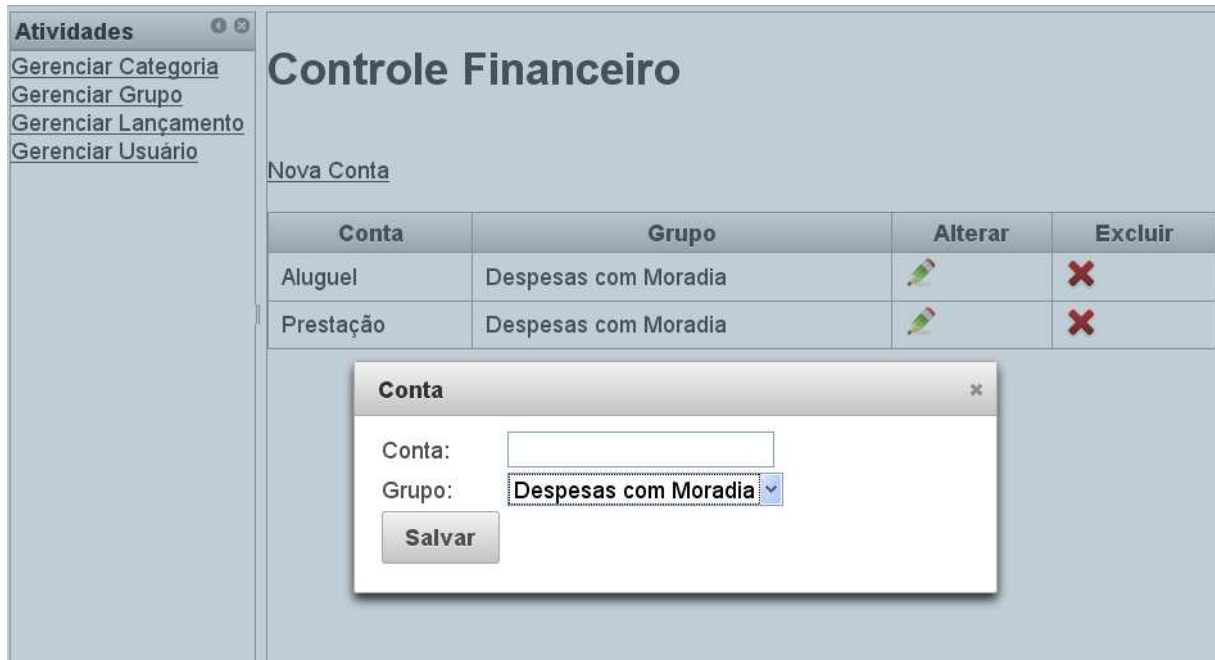 Atividades
Gerenciar Categoria
Gerenciar Grupo
Gerenciar Lançamento
Gerenciar Usuário
Controle Financeiro
Nova Conta
Conta Grupo Alterar Excluir
Aluguel Despesas com Moradia
Prestação Despesas com Moradia
Conta
Conta:
Grupo: Despesas com Moradia
Salvar